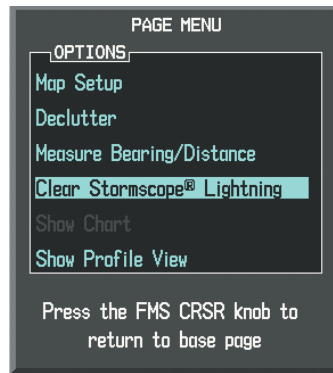 PAGE MENU
OPTIONS
Map Setup
Declutter
Measure Bearing/Distance
Clear Stormscope® Lightning
Show Chart
Show Profile View
Press the FMS CRSR knob to
return to base page